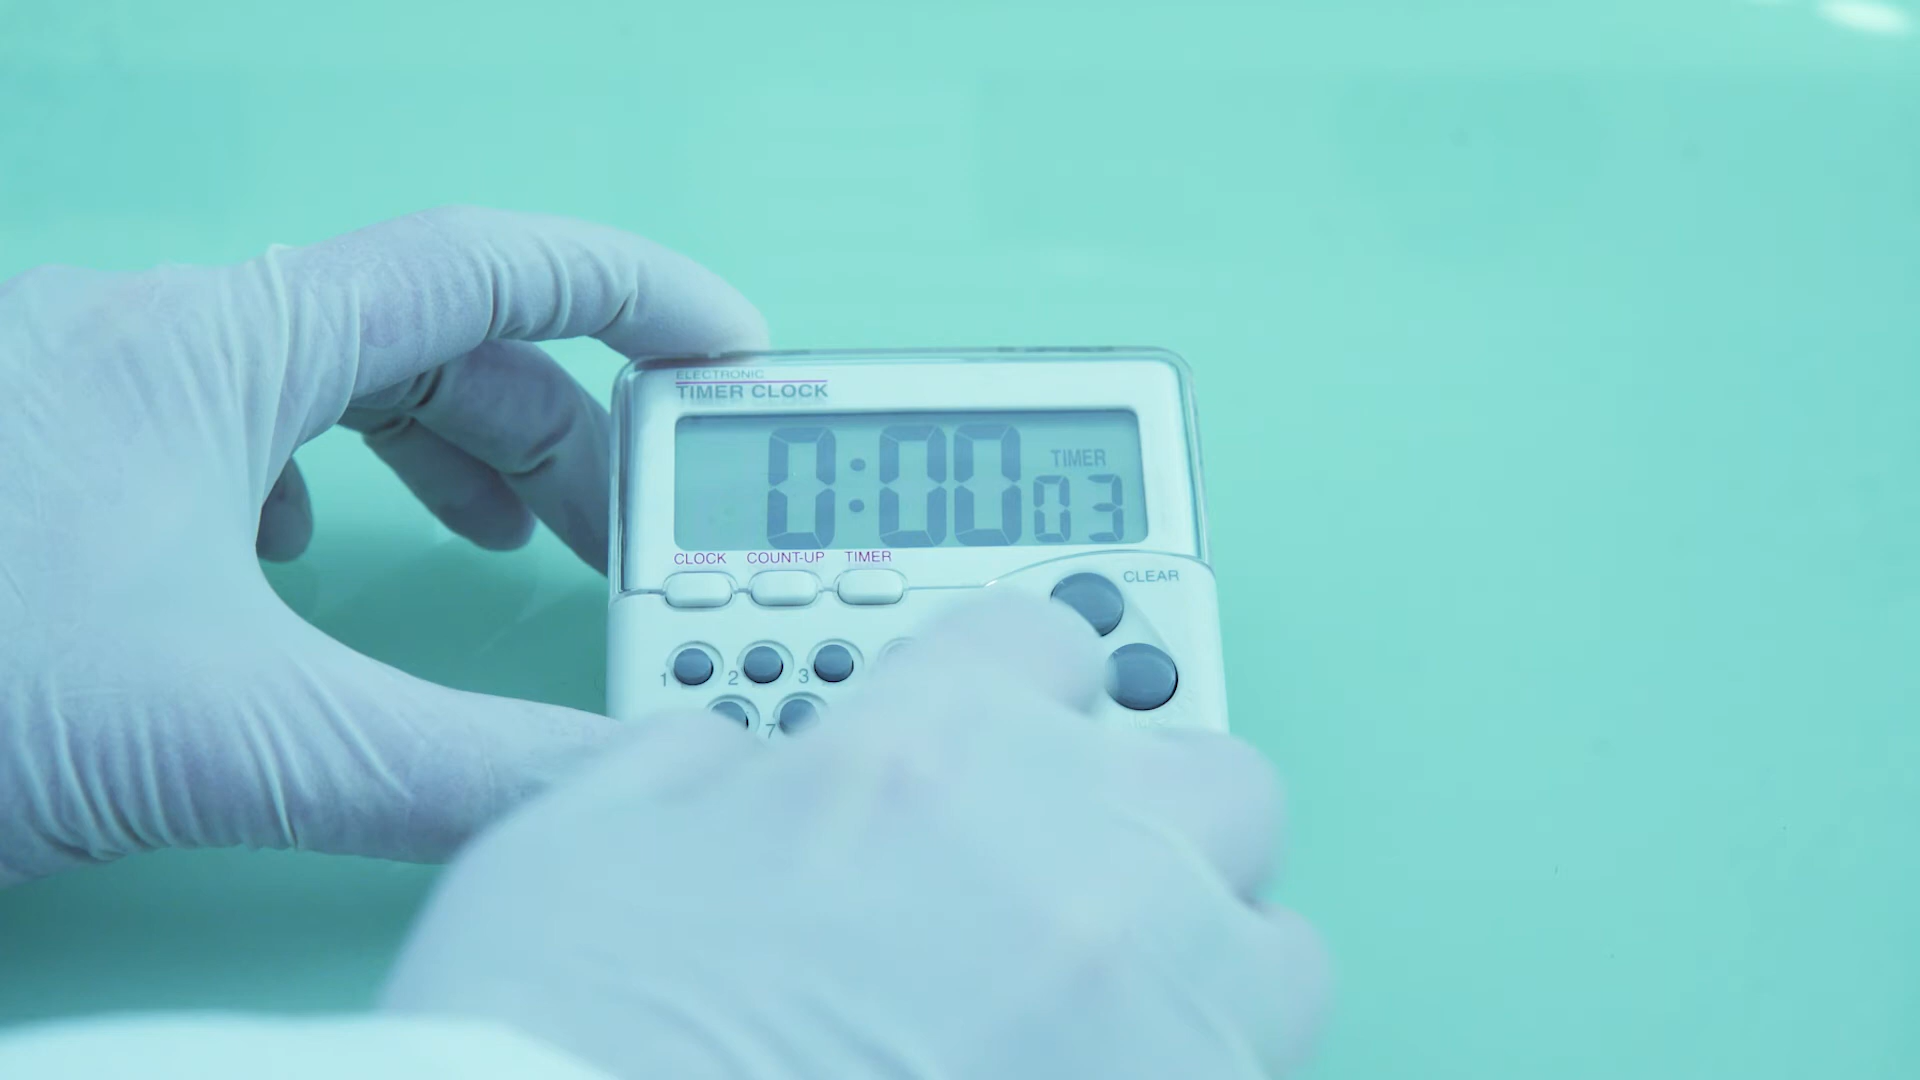 ELECTRONIC
TIMER CLOCK
TIMER
0:00 03
CLOCK COUNT-UP TIMER
CLEAR
1 2 3
7